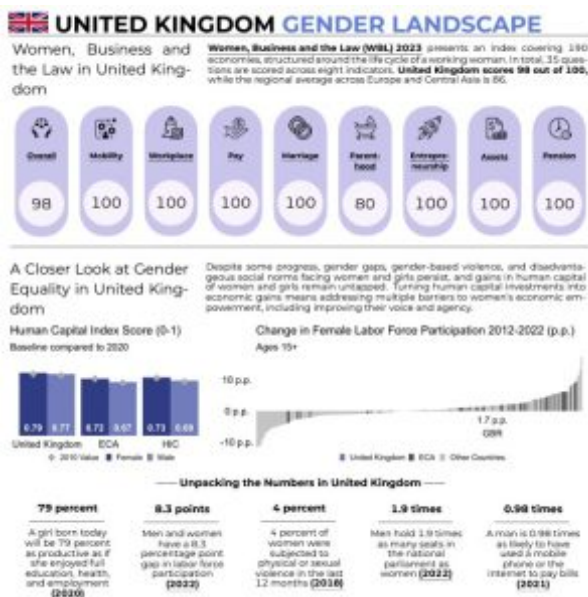 UNITED KINGDOM GENDER LANDSCAPE
Women, Business and
the Law in United King-
dom
Women, Business and the Law (WBL) 2023 presents an index covering 190
economies, structured around the life cycle of a working woman. In total, 35 ques-
tions are scored across eight indicators. United Kingdom scores 98 out of 100,
while the regional average across Europe and Central Asia is 86.
Overall Mobility Workplace Pay Marriage Parent-
hood Entrepre-
neurship Assets Pension
98 100 100 100 100 80 100 100 100
A Closer Look at Gender
Equality in United King-
dom
Despite some progress, gender gaps, gender-based violence, and disadvanta-
geous social norms facing women and girls persist, and gains in human capital
of women and girls remain untapped. Turning human capital investments into
economic gains means addressing multiple barriers to women's economic em-
powerment, including improving their voice and agency.
Human Capital Index Score (0-1)
Baseline compared to 2020
0.79 0.77 0.72 0.67 0.73 0.69
United Kingdom ECA HIC
2010 Value Female Male
Change in Female Labor Force Participation 2012-2022 (p.p.)
Ages 15+
10 p.p.
0 p.p.
-10 p.p.
1.7 p.p.
GBR
United Kingdom ECA Other Countries
Unpacking the Numbers in United Kingdom
79 percent
A girl born today
will be 79 percent
as productive as if
she enjoyed full
education, health,
and employment
(2020)
8.3 points
Men and women
have a 8.3
percentage point
gap in labor force
participation
(2022)
4 percent
4 percent of
women were
subjected to
physical or sexual
violence in the last
12 months (2018)
1.9 times
Men hold 1.9 times
as many seats in
the national
parliament as
women (2022)
0.98 times
A man is 0.98 times
as likely to have
used a mobile
phone or the
internet to pay bills
(2021)